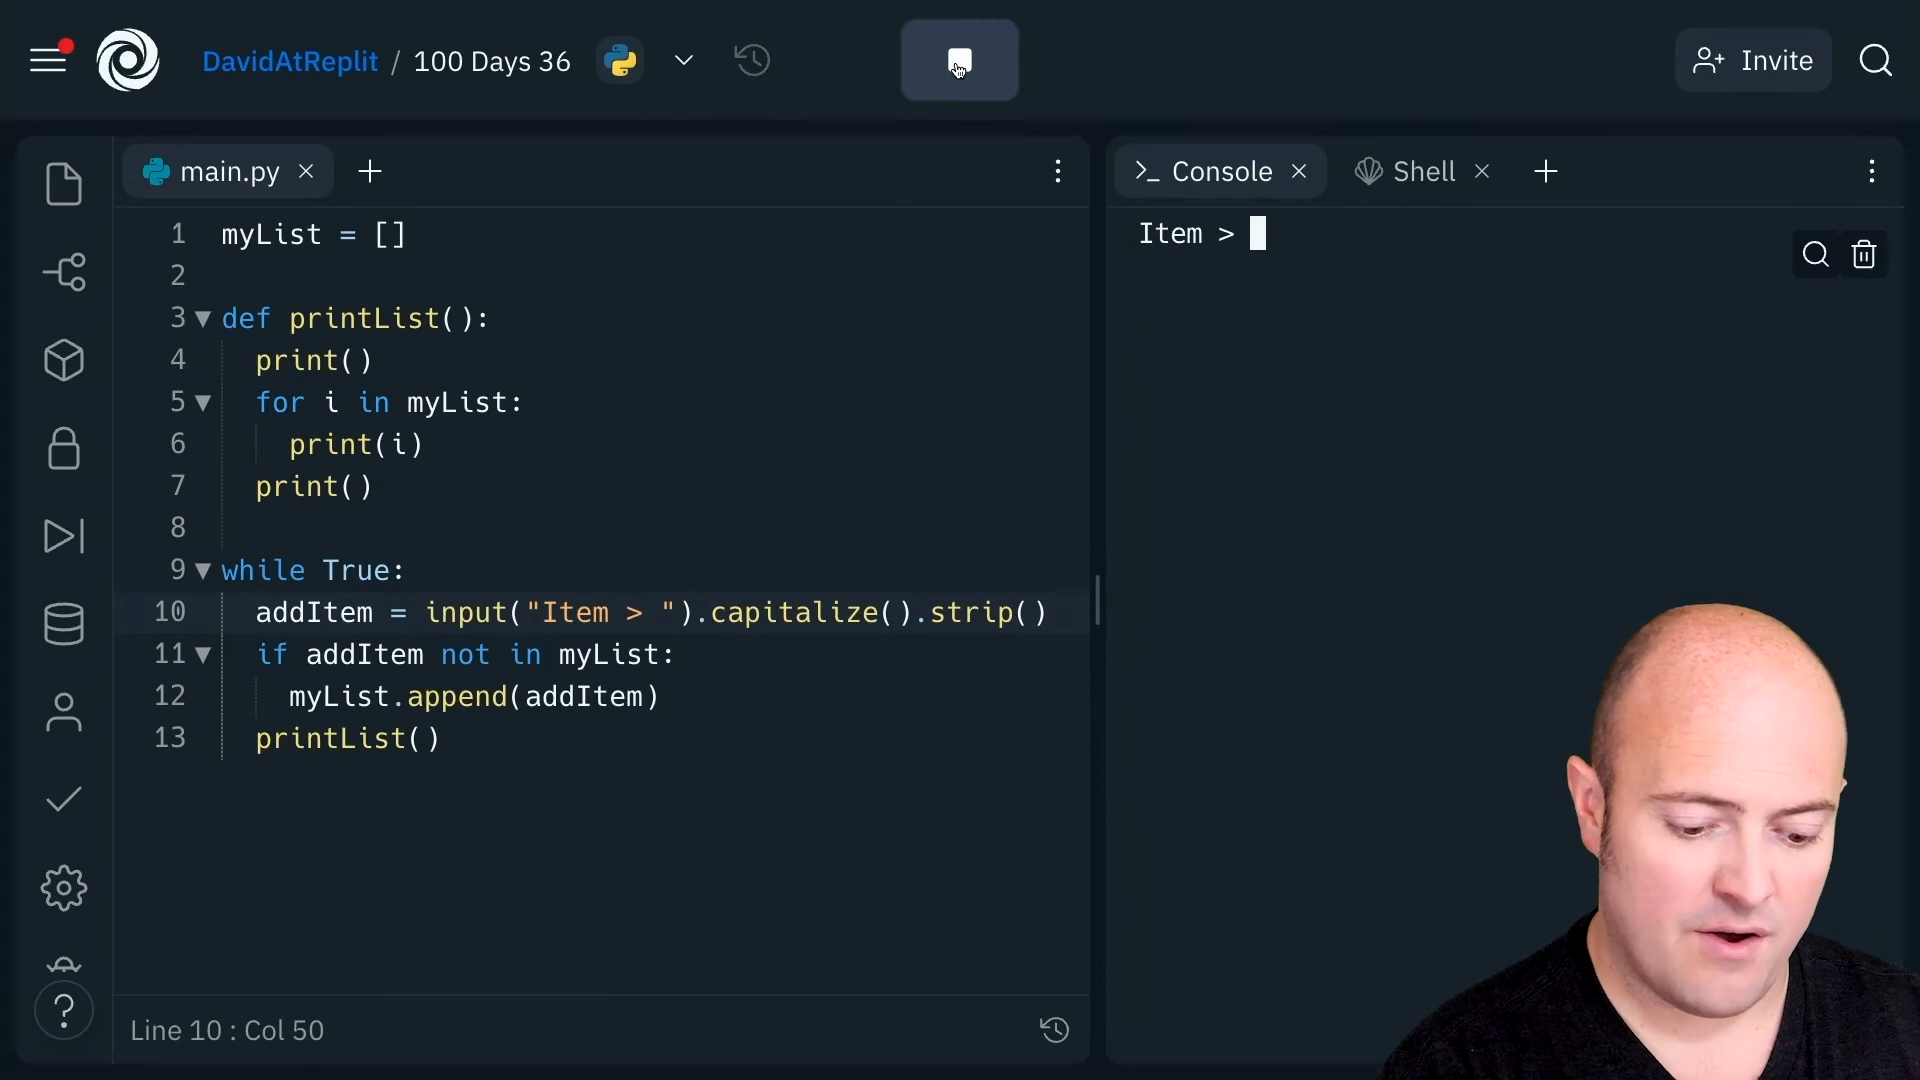 DavidAtReplit / 100 Days 36
Invite
main.py
Console
Shell
1 myList = []
2
3 def printList():
4 print()
5 for i in myList:
6 print(i)
7 print()
8
9 while True:
10 addItem = input("Item > ").capitalize().strip()
11 if addItem not in myList:
12 myList.append(addItem)
13 printList()
Line 10 : Col 50
Item >